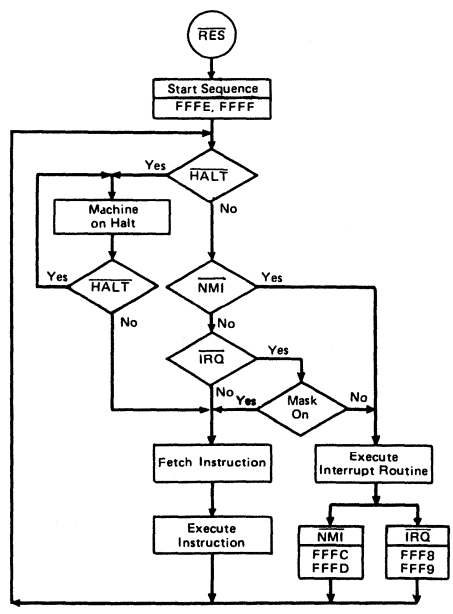 RES
Start Sequence
FFFE, FFFF
Yes
HALT
No
Machine
on Halt
Yes
HALT
No
NMI
Yes
No
IRQ
Yes
No
Yes
Mask
On
No
Fetch Instruction
Execute
Interrupt Routine
Execute
Instruction
NMI
FFFC
FFFD
IRQ
FFF8
FFF9